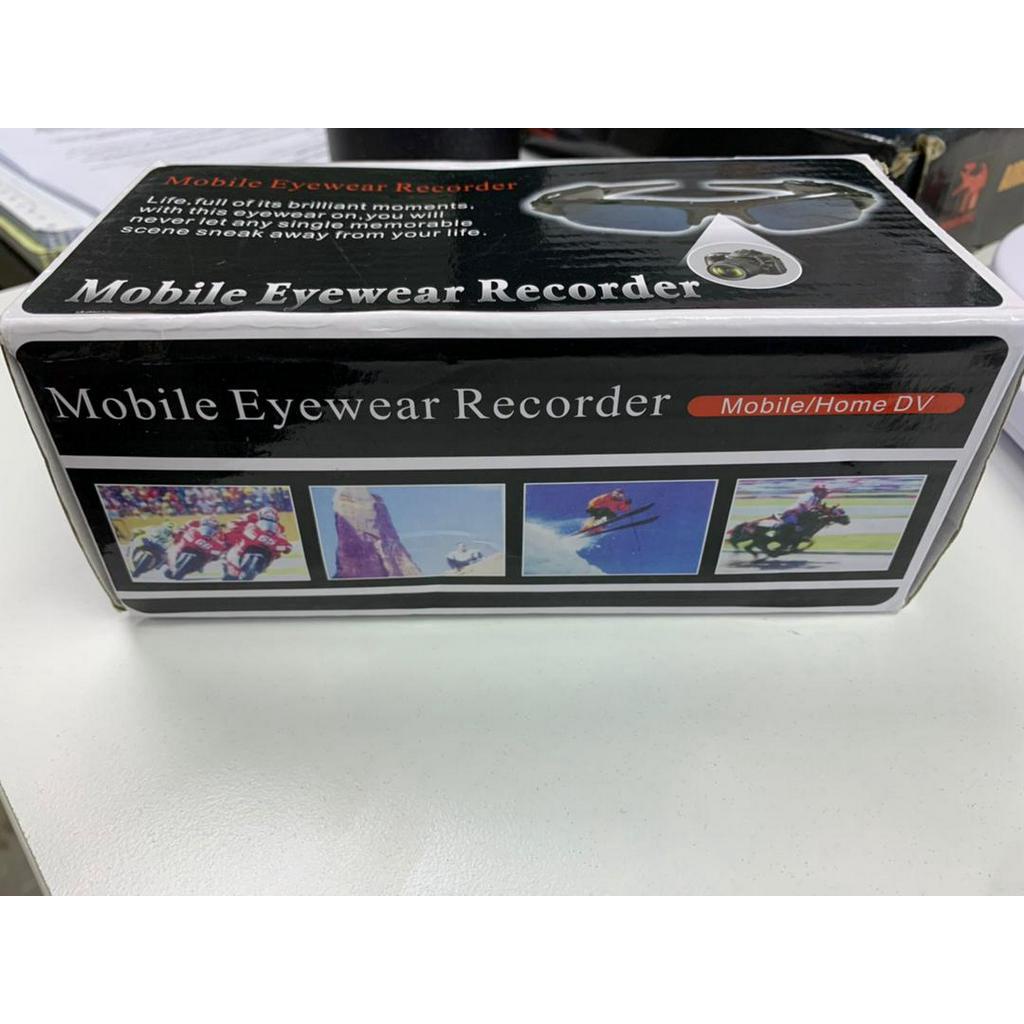 Mobile Eyewear Recorder
Life,full of its brilliant moments,
with this eyewear on,you will
never let any single memorable
scene sneak away from your life.
Mobile Eyewear Recorder
Mobile Eyewear Recorder
Mobile/Home DV